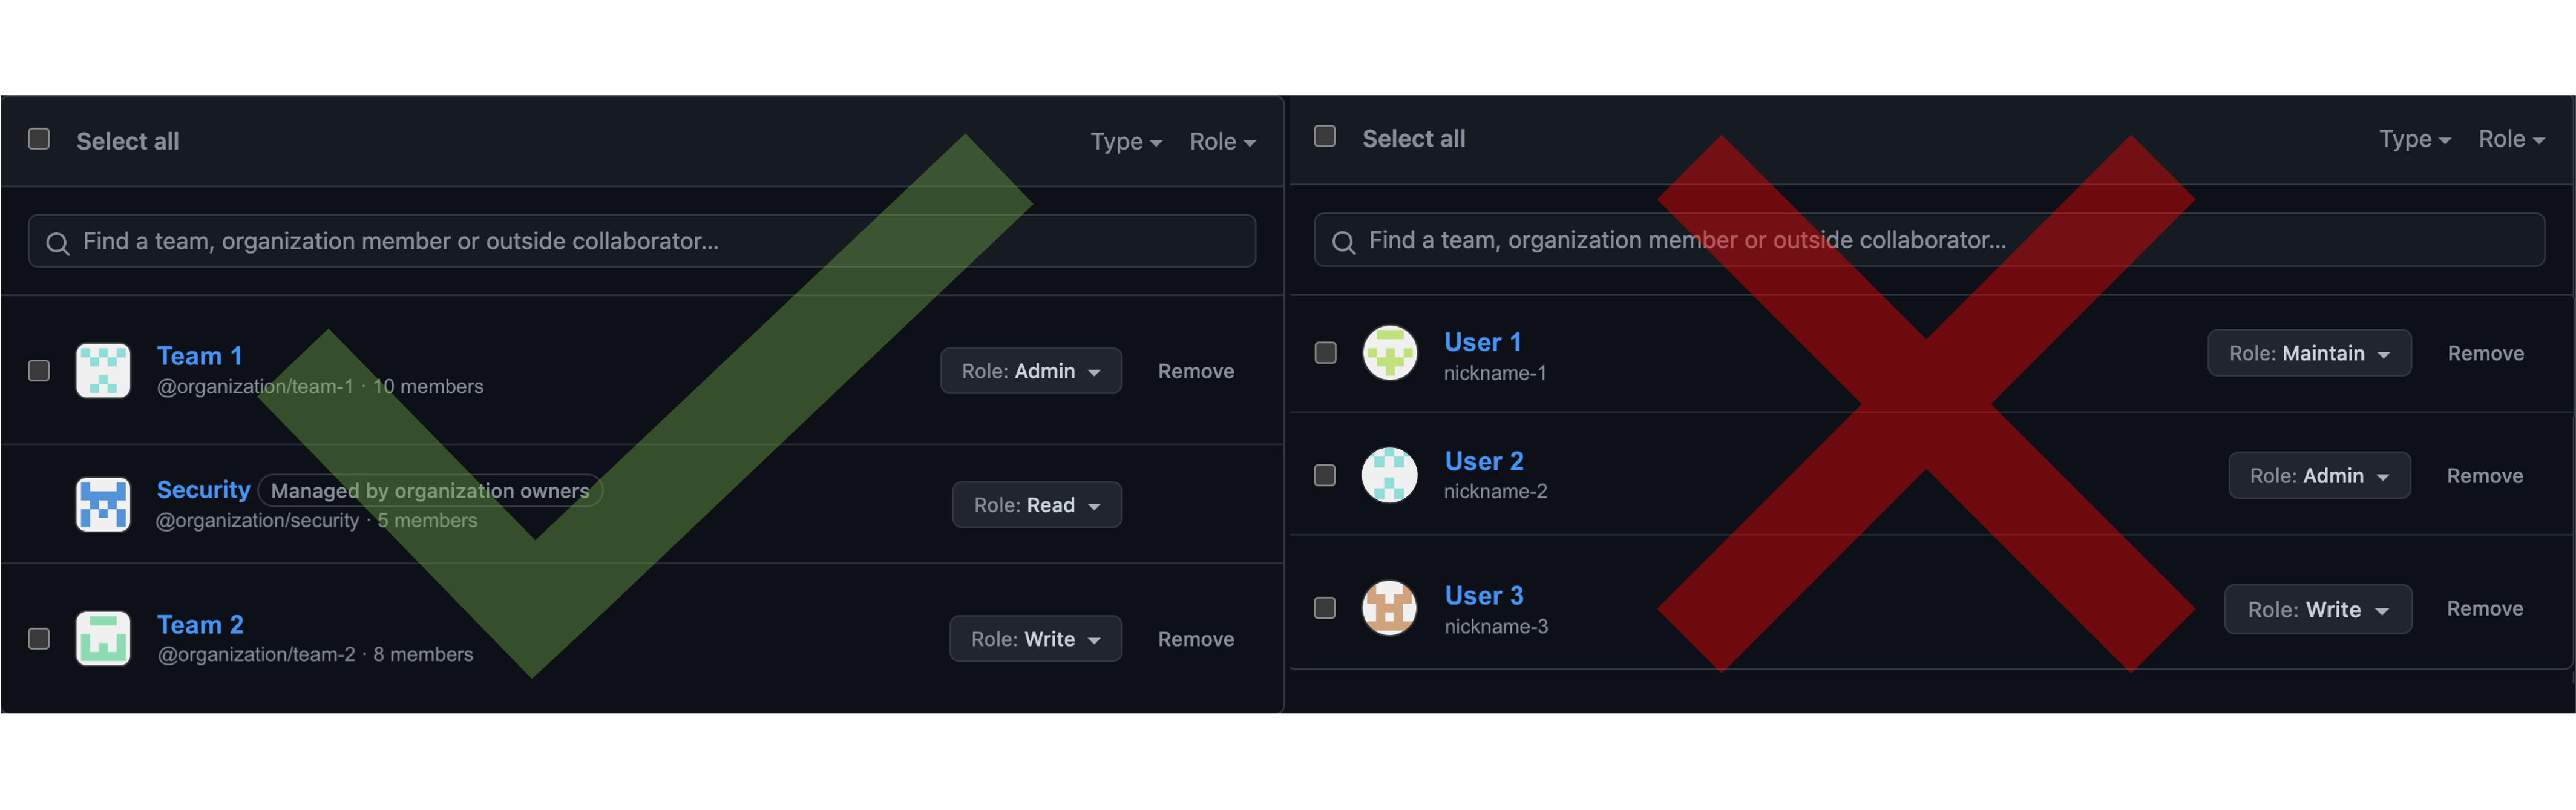 Select all
Type
Role
Find a team, organization member or outside collaborator...
Team 1
@organization/team-1 · 10 members
Role: Admin
Remove
Security
Managed by organization owners
@organization/security · 5 members
Role: Read
Team 2
@organization/team-2 · 8 members
Role: Write
Remove
Select all
Type
Role
Find a team, organization member or outside collaborator...
User 1
nickname-1
Role: Maintain
Remove
User 2
nickname-2
Role: Admin
Remove
User 3
nickname-3
Role: Write
Remove